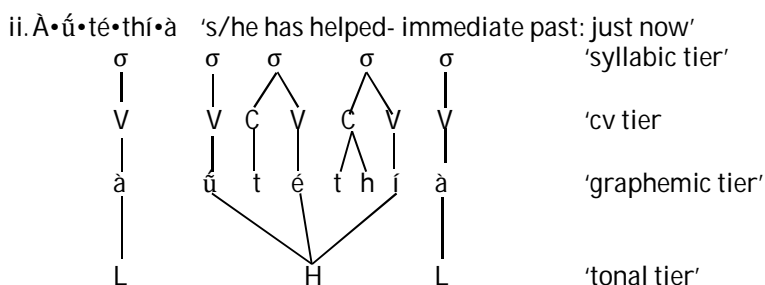 ii. À•ṹ•té•thí•à ‘s/he has helped- immediate past: just now’
σ σ σ σ σ ‘syllabic tier’
V V C V C V V ‘cv tier
à ṹ t é t h í à ‘graphemic tier’
L H L ‘tonal tier’